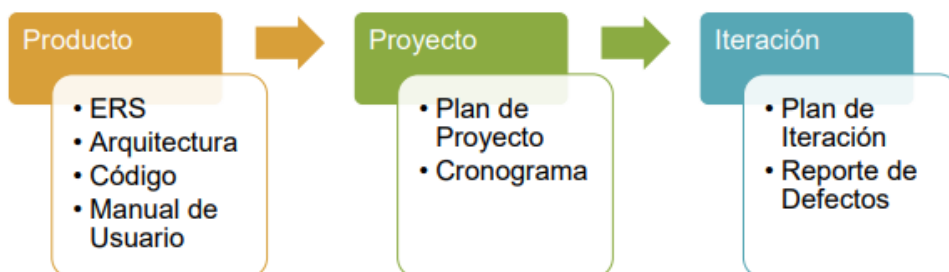 Producto
• ERS
• Arquitectura
• Código
• Manual de
Usuario
Proyecto
• Plan de
Proyecto
• Cronograma
Iteración
• Plan de
Iteración
• Reporte de
Defectos